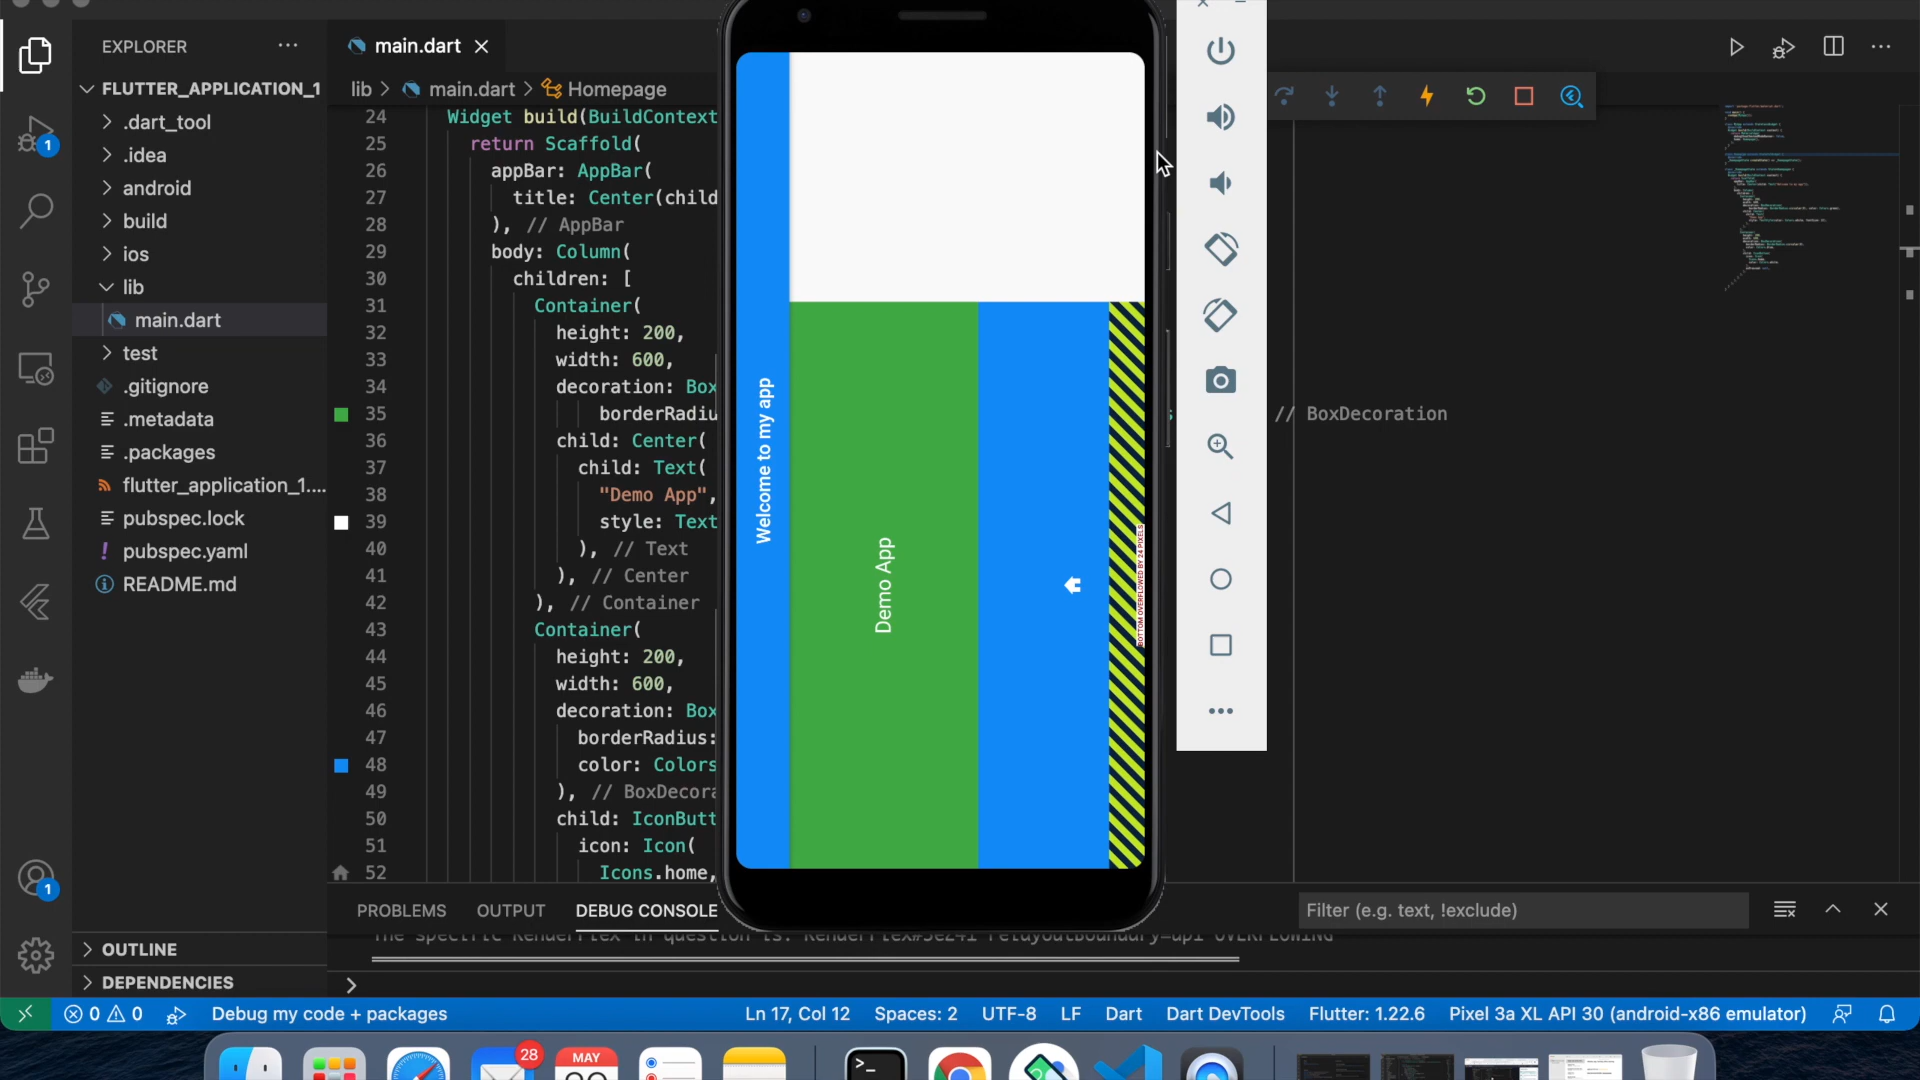 EXPLORER
main.dart
FLUTTER_APPLICATION_1
lib > main.dart > Homepage
.dart_tool
.idea
android
build
ios
lib
main.dart
test
.gitignore
.metadata
.packages
flutter_application_1....
pubspec.lock
pubspec.yaml
README.md
OUTLINE
DEPENDENCIES
24 Widget build(BuildContext
25 return Scaffold(
26 appBar: AppBar(
27 title: Center(child
28 ), // AppBar
29 body: Column(
30 children: [
31 Container(
32 height: 200,
33 width: 600,
34 decoration: Box
35 borderRadiu // BoxDecoration
36 child: Center(
37 child: Text(
38 "Demo App",
39 style: Text
40 ), // Text
41 ), // Center
42 ), // Container
43 Container(
44 height: 200,
45 width: 600,
46 decoration: Box
47 borderRadius:
48 color: Colors
49 ), // BoxDecora
50 child: IconButt
51 icon: Icon(
52 Icons.home,
Welcome to my app
Demo App
BOTTOM OVERFLOWED BY 24 PIXELS
PROBLEMS OUTPUT DEBUG CONSOLE
Filter (e.g. text, !exclude)
1
1
0 0 Debug my code + packages
Ln 17, Col 12 Spaces: 2 UTF-8 LF Dart Dart DevTools Flutter: 1.22.6 Pixel 3a XL API 30 (android-x86 emulator)
28
MAY